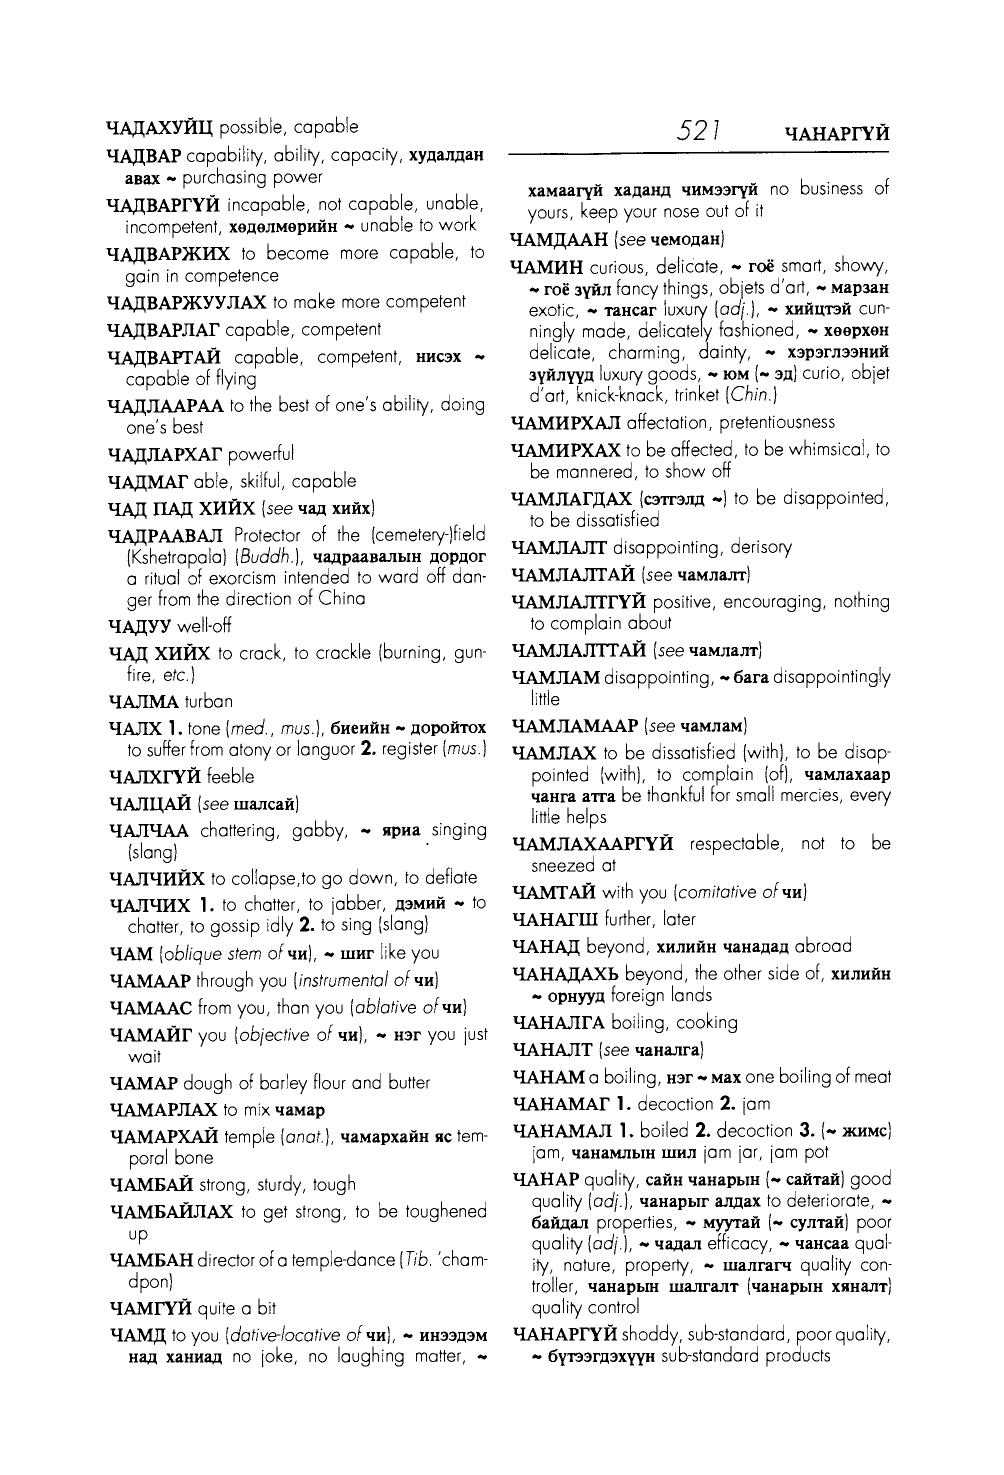 ЧАДАХУЙЦ possible, capable
ЧАДВАР capability, ability, capacity, худалдан
авах ~ purchasing power
ЧАДВАРГҮЙ incapable, not capable, unable,
incompetent, хөдөлмөрийн ~ unable to work
ЧАДВАРЖИХ to become more capable, to
gain in competence
ЧАДВАРЖУУЛАХ to make more competent
ЧАДВАРЛАГ capable, competent
ЧАДВАРТАЙ capable, competent, нисэх ~
capable of flying
ЧАДЛААРАА to the best of one's ability, doing
one's best
ЧАДЛАРХАГ powerful
ЧАДМАГ able, skilful, capable
ЧАД ПАД ХИЙХ (see чад хийх)
ЧАДРААВАЛ Protector of the (cemetery-)field
(Kshetrapala) (Buddh.), чадраавалын дордог
a ritual of exorcism intended to ward off dan-
ger from the direction of China
ЧАДУУ well-off
ЧАД ХИЙХ to crack, to crackle (burning, gun-
fire, etc.)
ЧАЛМА turban
ЧАЛХ 1. tone (med., mus.), биеийн ~ доройтох
to suffer from atony or languor 2. register (mus.)
ЧАЛХГҮЙ feeble
ЧАЛЦАЙ (see шалсай)
ЧАЛЧАА chattering, gabby, ~ яриа singing
(slang)
ЧАЛЧИЙХ to collapse,to go down, to deflate
ЧАЛЧИХ 1. to chatter, to jabber, дэмий ~ to
chatter, to gossip idly 2. to sing (slang)
ЧАМ (oblique stem of чи), ~ шиг like you
ЧАМААР through you (instrumental of чи)
ЧАМААС from you, than you (ablative of чи)
ЧАМАЙГ you (objective of чи), ~ нэг you just
wait
ЧАМАР dough of barley flour and butter
ЧАМАРЛАХ to mix чамар
ЧАМАРХАЙ temple (anat.), чамархайн яс tem-
poral bone
ЧАМБАЙ strong, sturdy, tough
ЧАМБАЙЛАХ to get strong, to be toughened
up
ЧАМБАН director of a temple-dance (Tib. 'cham-
dpon)
ЧАМГҮЙ quite a bit
ЧАМД to you (dative-locative of чи), ~ инээдэм
над ханиад no joke, no laughing matter, ~
521 ЧАНАРГҮЙ
хамаагүй хаданд чимээгүй no business of
yours, keep your nose out of it
ЧАМДААН (see чемодан)
ЧАМИН curious, delicate, ~ гоё smart, showy,
~ гоё зүйл fancy things, objets d'art, ~ марзан
exotic, ~ тансаг luxury (adj.), ~ хийцтэй cun-
ningly made, delicately fashioned, ~ хөөрхөн
delicate, charming, dainty, ~ хэрэглээний
зүйлүүд luxury goods, ~ юм (~ эд) curio, objet
d'art, knick-knack, trinket (Chin.)
ЧАМИРХАЛ affectation, pretentiousness
ЧАМИРХАХ to be affected, to be whimsical, to
be mannered, to show off
ЧАМЛАГДАХ (сэтгэлд ~) to be disappointed,
to be dissatisfied
ЧАМЛАЛТ disappointing, derisory
ЧАМЛАЛТАЙ (see чамлалт)
ЧАМЛАЛТГҮЙ positive, encouraging, nothing
to complain about
ЧАМЛАЛТТАЙ (see чамлалт)
ЧАМЛАМ disappointing, ~ бага disappointingly
little
ЧАМЛАМААР (see чамлам)
ЧАМЛАХ to be dissatisfied (with), to be disap-
pointed (with), to complain (of), чамлахаар
чанга атга be thankful for small mercies, every
little helps
ЧАМЛАХААРГҮЙ respectable, not to be
sneezed at
ЧАМТАЙ with you (comitative of чи)
ЧАНАГШ further, later
ЧАНАД beyond, хилийн чанадад abroad
ЧАНАДАХЬ beyond, the other side of, хилийн
~ орнууд foreign lands
ЧАНАЛГА boiling, cooking
ЧАНАЛТ (see чаналга)
ЧАНАМ a boiling, нэг ~ мах one boiling of meat
ЧАНАМАГ 1. decoction 2. jam
ЧАНАМАЛ 1. boiled 2. decoction 3. (~ жимс)
jam, чанамлын шил jam jar, jam pot
ЧАНАР quality, сайн чанарын (~ сайтай) good
quality (adj.), чанарыг алдах to deteriorate, ~
байдал properties, ~ муутай (~ султай) poor
quality (adj.), ~ чадал efficacy, ~ чансаа qual-
ity, nature, property, ~ шалгагч quality con-
troller, чанарын шалгалт (чанарын хяналт)
quality control
ЧАНАРГҮЙ shoddy, sub-standard, poor quality,
~ бүтээгдэхүүн sub-standard products